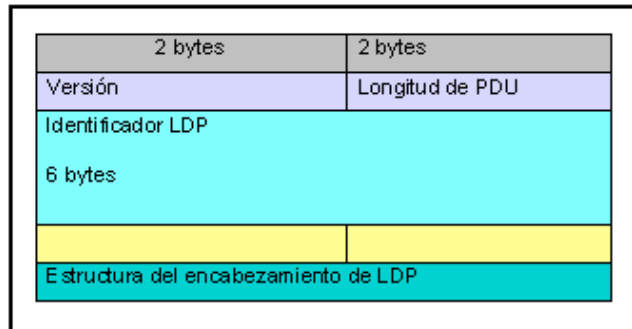 2 bytes 2 bytes
Versión Longitud de PDU
Identificador LDP
6 bytes
Estructura del encabezamiento de LDP